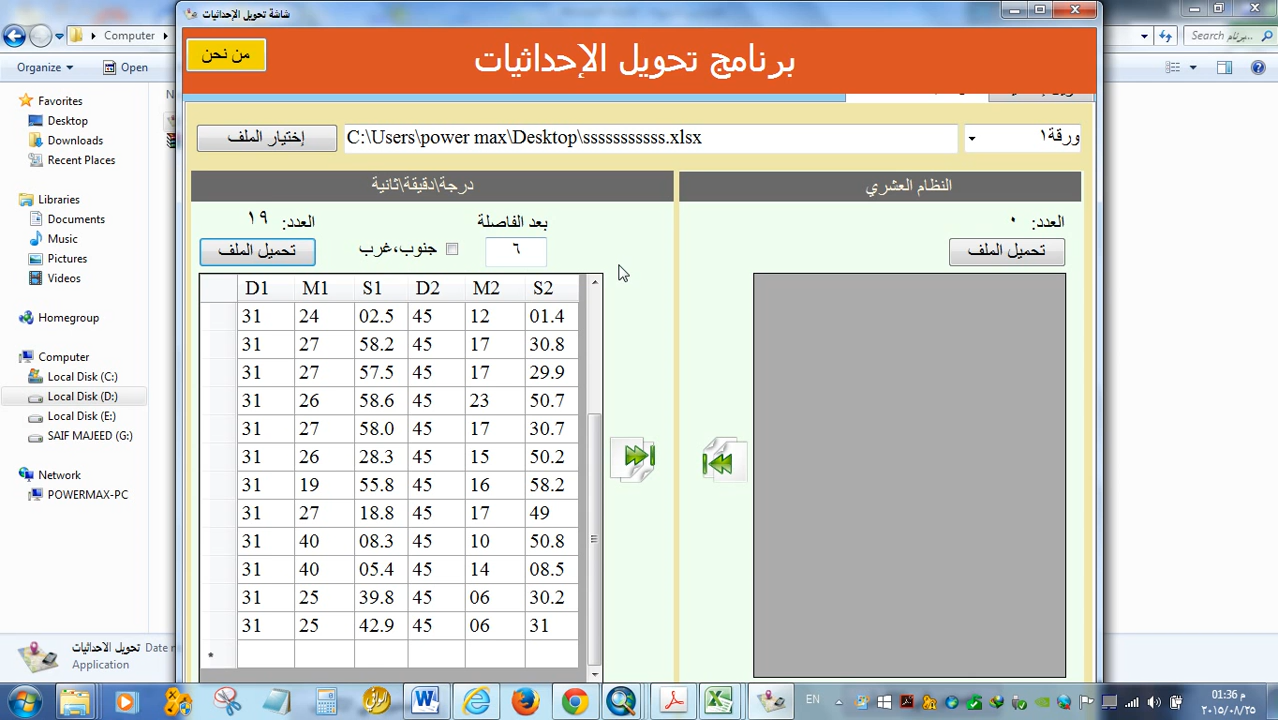 شاشة تحويل الإحداثيات
برنامج تحويل الإحداثيات
من نحن
Computer
Search برنام...
Organize
Open
Favorites
Desktop
Downloads
Recent Places
Libraries
Documents
Music
Pictures
Videos
Homegroup
Computer
Local Disk (C:)
Local Disk (D:)
Local Disk (E:)
SAIF MAJEED (G:)
Network
POWERMAX-PC
إختيار الملف
C:\Users\power max\Desktop\sssssssssss.xlsx
ورقة١
درجة\دقيقة\ثانية
النظام العشري
العدد: ١٩
بعد الفاصلة
العدد: ٠
تحميل الملف
جنوب،غرب
٦
تحميل الملف
D1 M1 S1 D2 M2 S2
31 24 02.5 45 12 01.4
31 27 58.2 45 17 30.8
31 27 57.5 45 17 29.9
31 26 58.6 45 23 50.7
31 27 58.0 45 17 30.7
31 26 28.3 45 15 50.2
31 19 55.8 45 16 58.2
31 27 18.8 45 17 49
31 40 08.3 45 10 50.8
31 40 05.4 45 14 08.5
31 25 39.8 45 06 30.2
31 25 42.9 45 06 31
*
تحويل الاحداثيات Date m
Application
EN
01:36 م
٢٠١٥/٠٨/٢٥